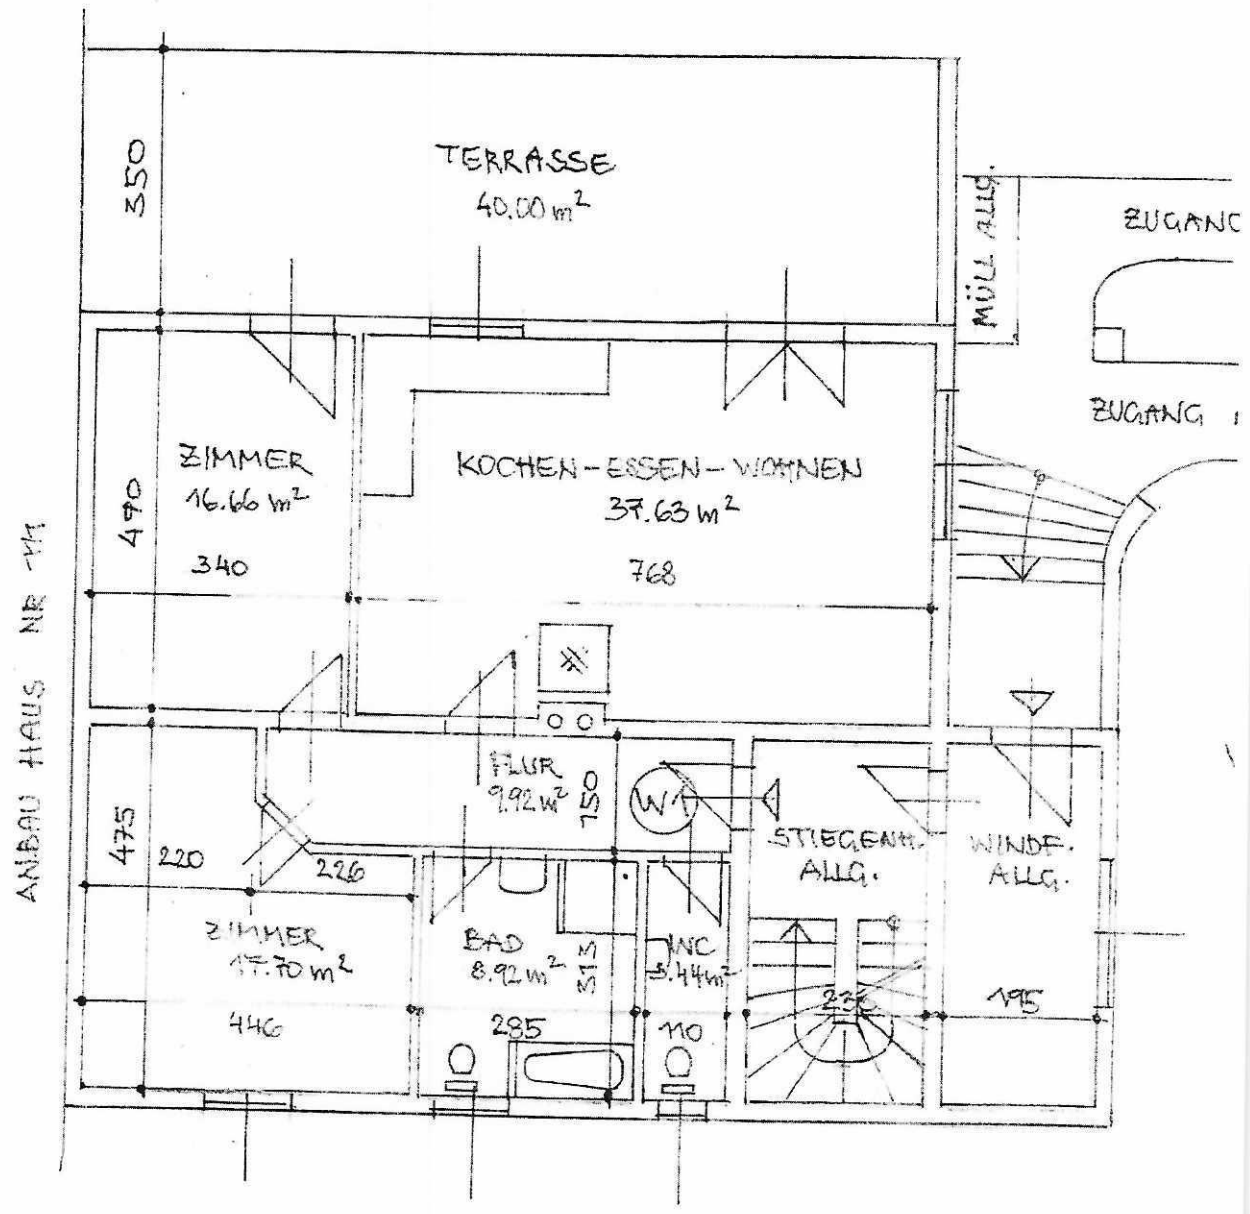 350
TERRASSE
40.00 m²
MÜLL ALLG.
ZUGANG
ZIMMER
16.66 m²
340
490
KOCHEN-ESSEN-WOHNEN
37.63 m²
768
ZUGANG
ANBAU HAUS NR
FLUR
9.92 m²
150
W1
STIEGENH.
ALLG.
WINDF.
ALLG.
475
220
226
ZIMMER
17.70 m²
446
BAD
8.92 m²
313
285
WC
3.44 m²
110
195